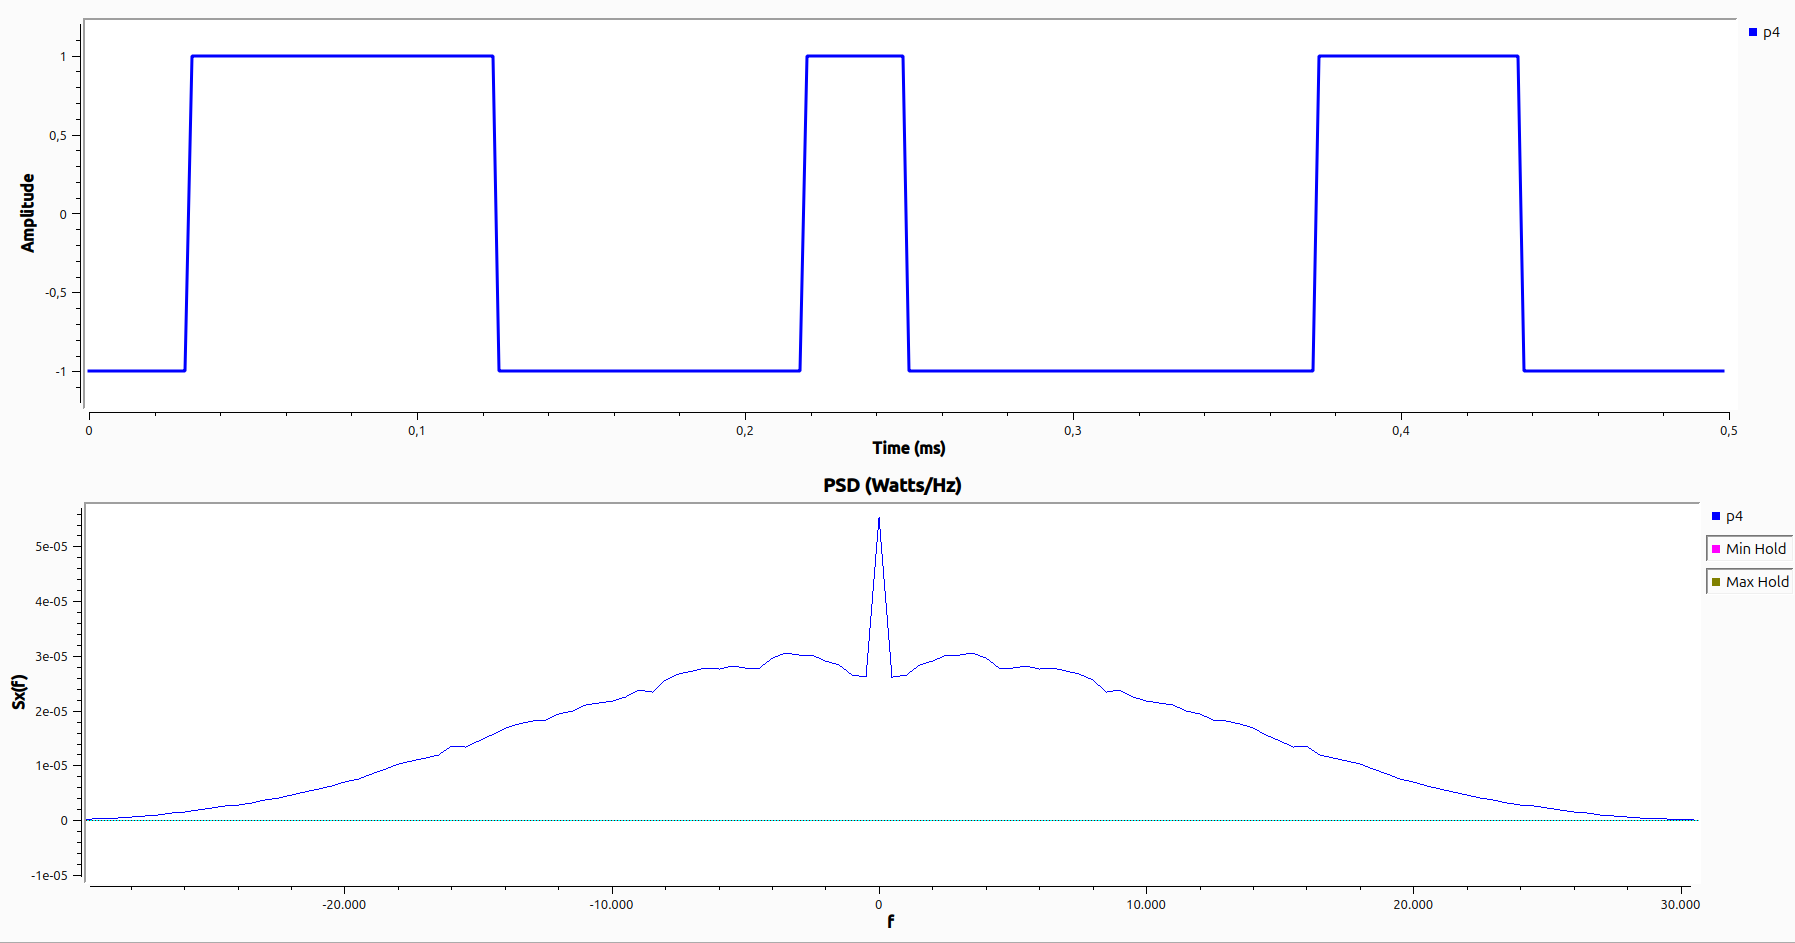 p4
1
0,5
0
-0,5
-1
Amplitude
0 0,1 0,2 0,3 0,4 0,5
Time (ms)
PSD (Watts/Hz)
p4
Min Hold
Max Hold
5e-05
4e-05
3e-05
2e-05
1e-05
0
-1e-05
Sx(f)
-20.000 -10.000 0 10.000 20.000 30.000
f